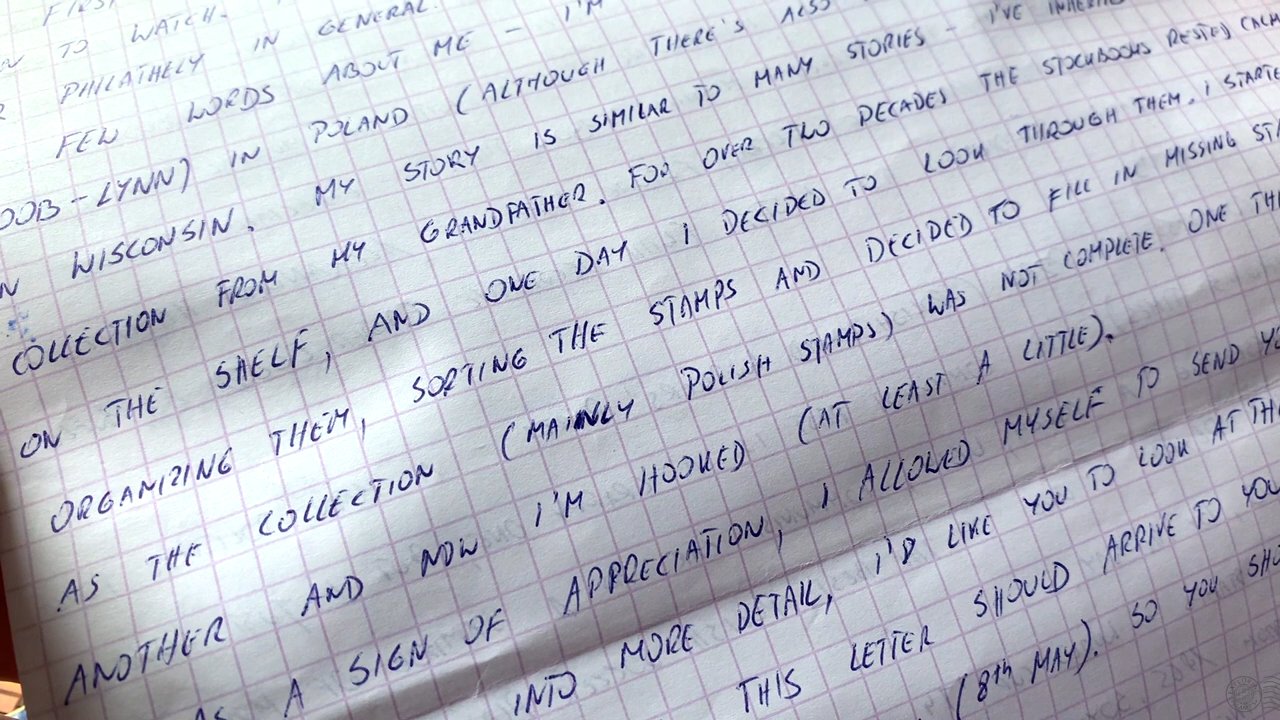 FIRST
TO WATCH.
PHILATHELY IN GENERAL.
FEW WORDS ABOUT ME – I'M
OOB-LYNN) IN POLAND (ALTHOUGH THERE'S ALSO
WISCONSIN. MY STORY IS SIMILAR TO MANY STORIES – I'VE
COLLECTION FROM MY GRANDFATHER. FOR OVER TWO DECADES THE STOCKBOOKS RESTED
ON THE SHELF, AND ONE DAY I DECIDED TO LOOK THROUGH THEM. I STARTE
ORGANIZING THEM, SORTING THE STAMPS AND DECIDED TO FILL IN MISSING
AS THE COLLECTION (MAINLY POLISH STAMPS) WAS NOT COMPLETE. ONE
ANOTHER AND NOW I'M HOOKED (AT LEAST A LITTLE).
AS A SIGN OF APPRECIATION, I ALLOWED MYSELF TO SEND
INTO MORE DETAIL, I'D LIKE YOU TO LOOK AT
THIS LETTER SHOULD ARRIVE TO YOU
(8th MAY). SO YOU